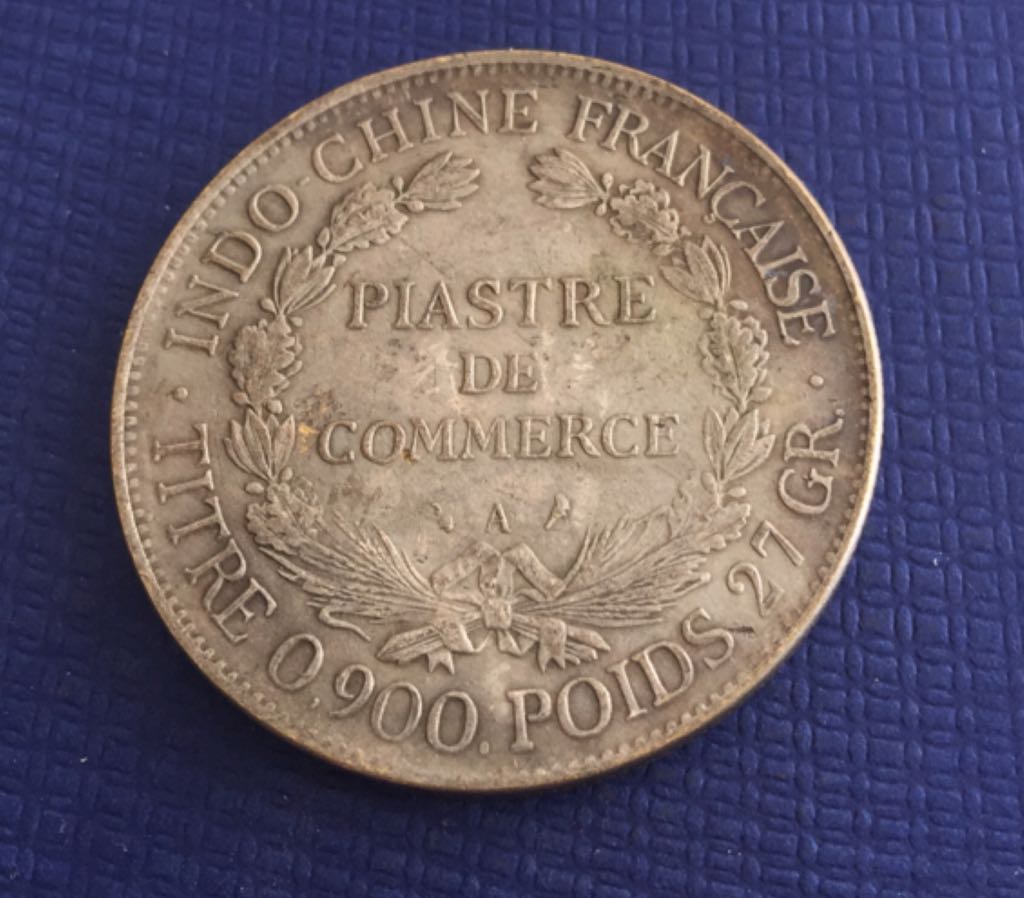 INDO-CHINE FRANÇAISE
PIASTRE
DE
COMMERCE
A
TITRE 0,900. POIDS 27 GR.